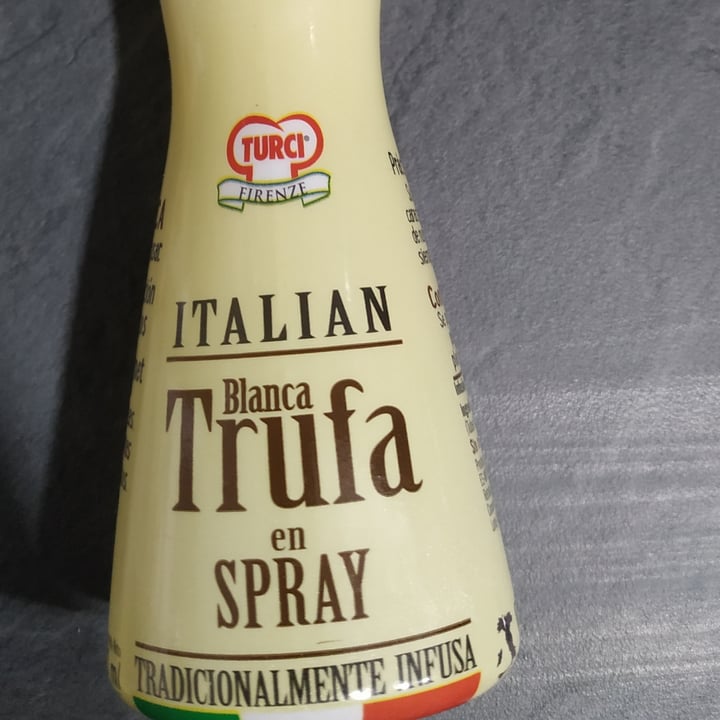 TURCI®
FIRENZE
ITALIAN
Blanca
Trufa
en
SPRAY
TRADICIONALMENTE INFUSA